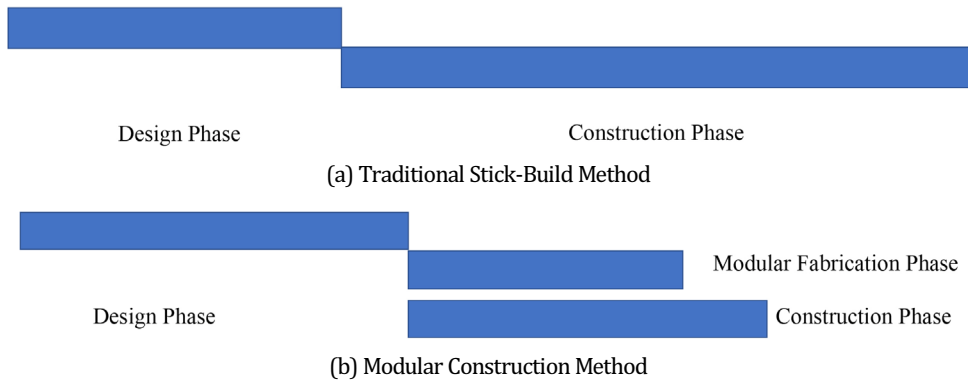 Design Phase
Construction Phase
(a) Traditional Stick-Build Method
Modular Fabrication Phase
Design Phase
Construction Phase
(b) Modular Construction Method